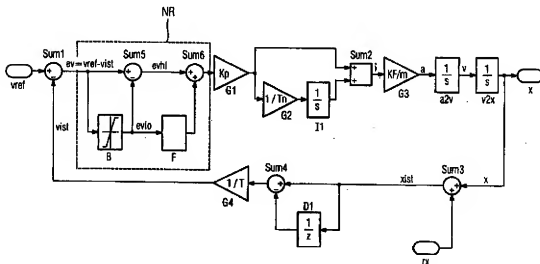 NR
Sum1
ev=vref-vist
Sum5
evhi
Sum6
Kp
G1
Sum2
KF/m
G3
a
1
s
a2v
v
1
s
v2x
x
vref
vist
B
evlo
F
1/Tn
G2
1
s
I1
1/T
G4
Sum4
D1
1
z
xist
Sum3
x
rx